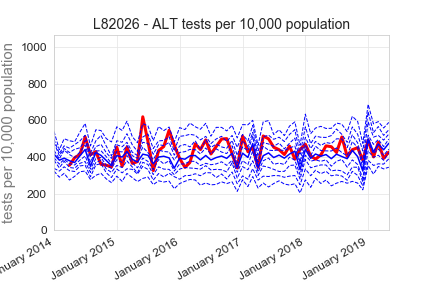 L82026 - ALT tests per 10,000 population
tests per 10,000 population
1000
800
600
400
200
0
nuary 2014
January 2015
January 2016
January 2017
January 2018
January 2019